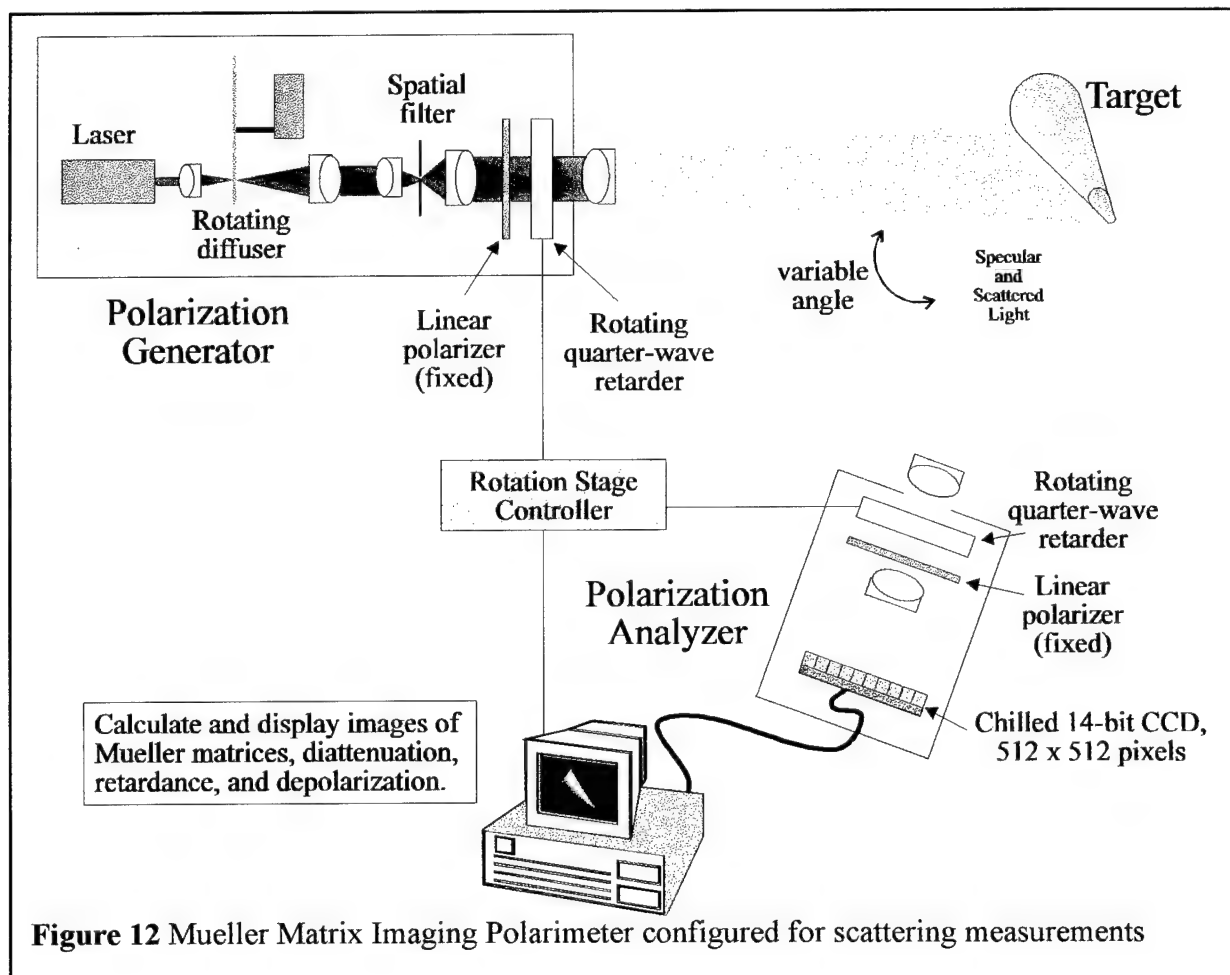 Laser
Spatial
filter
Target
Rotating
diffuser
variable
angle
Specular
and
Scattered
Light
Polarization
Generator
Linear
polarizer
(fixed)
Rotating
quarter-wave
retarder
Rotation Stage
Controller
Rotating
quarter-wave
retarder
Polarization
Analyzer
Linear
polarizer
(fixed)
Calculate and display images of
Mueller matrices, diattenuation,
retardance, and depolarization.
Chilled 14-bit CCD,
512 x 512 pixels
Figure 12 Mueller Matrix Imaging Polarimeter configured for scattering measurements